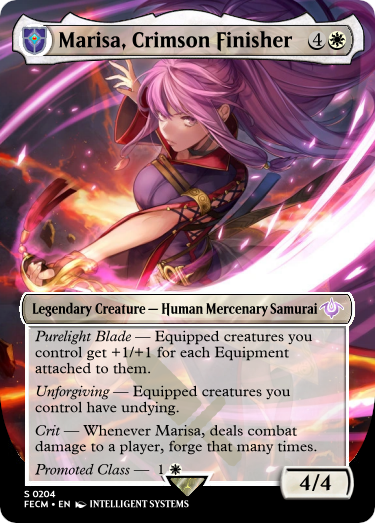 Marisa, Crimson Finisher 4
Legendary Creature — Human Mercenary Samurai
Purelight Blade — Equipped creatures you
control get +1/+1 for each Equipment
attached to them.
Unforgiving — Equipped creatures you
control have undying.
Crit — Whenever Marisa, deals combat
damage to a player, forge that many times.
Promoted Class — 1
4/4
S 0204
FECM • EN INTELLIGENT SYSTEMS